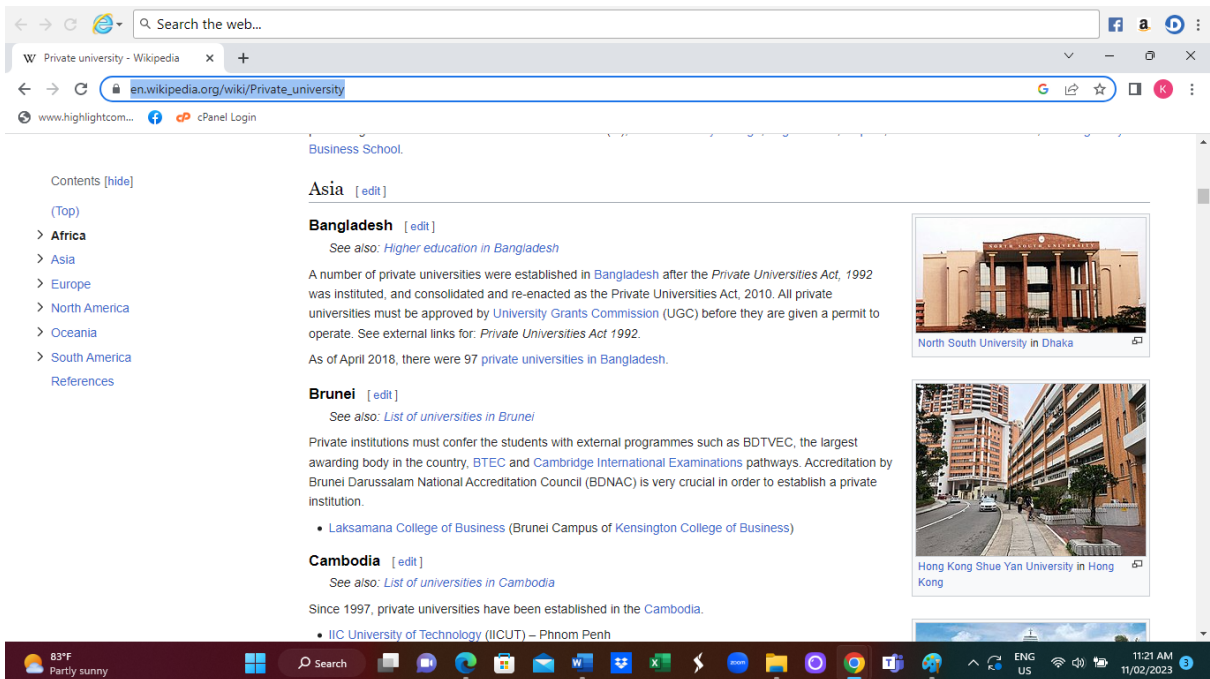 Search the web...
Private university - Wikipedia
en.wikipedia.org/wiki/Private_university
K
www.highlightcom...
cPanel Login
Business School.
Contents [hide]
(Top)
Africa
Asia
Europe
North America
Oceania
South America
References
Asia [ edit ]
Bangladesh [ edit ]
See also: Higher education in Bangladesh
A number of private universities were established in Bangladesh after the Private Universities Act, 1992
was instituted, and consolidated and re-enacted as the Private Universities Act, 2010. All private
universities must be approved by University Grants Commission (UGC) before they are given a permit to
operate. See external links for: Private Universities Act 1992.
As of April 2018, there were 97 private universities in Bangladesh.
NORTH SOUTH UNIVERSITY
North South University in Dhaka
Brunei [ edit ]
See also: List of universities in Brunei
Private institutions must confer the students with external programmes such as BDTVEC, the largest
awarding body in the country, BTEC and Cambridge International Examinations pathways. Accreditation by
Brunei Darussalam National Accreditation Council (BDNAC) is very crucial in order to establish a private
institution.
Laksamana College of Business (Brunei Campus of Kensington College of Business)
Hong Kong Shue Yan University in Hong
Kong
Cambodia [ edit ]
See also: List of universities in Cambodia
Since 1997, private universities have been established in the Cambodia.
IIC University of Technology (IICUT) – Phnom Penh
83°F
Partly sunny
Search
zoom
ENG
US
11:21 AM
11/02/2023
3